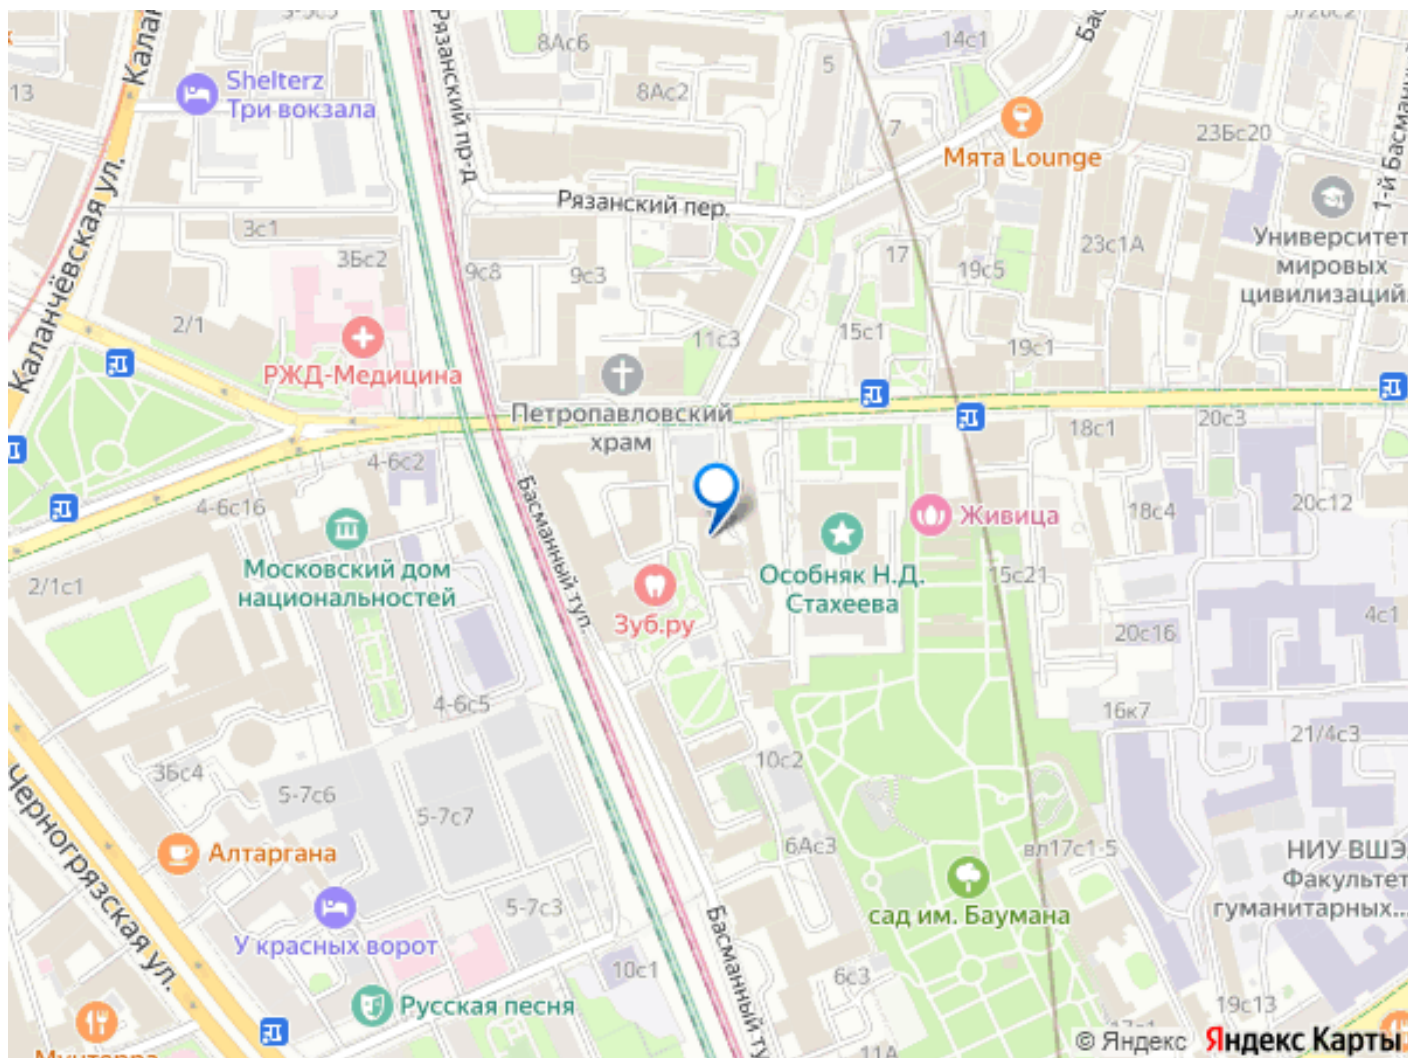 8Ас6
14с1
5
Басм
Shelterz
Три вокзала
13
8Ас2
Рязанский пр-д
7
Мята Lounge
23Бс20
Каланчёвская ул.
Рязанский пер.
1-й Басманн
3с1
3Бс2
9с8
9с3
17
19с5
23с1А
Университет
мировых
цивилизаций.
2/1
11с3
15с1
19с1
РЖД-Медицина
Петропавловский
храм
20с3
18с1
4-6с2
4-6с16
Басманный туп.
20с12
18с4
Живица
Московский дом
национальностей
2/1с1
Особняк Н.Д.
Стахеева
15с21
Зуб.ру
4с1
20с16
4-6с5
16к7
21/4с3
3Бс4
10с2
5-7с6
5-7с7
6Ас3
вл17с1-5
НИУ ВШЭ,
Факультет
гуманитарных...
Алтаргана
Черногрязская ул.
сад им. Баумана
5-7с3
У красных ворот
Басманный ту
10с1
6с3
Русская песня
19с13
17с1
11А
© Яндекс Яндекс Карты